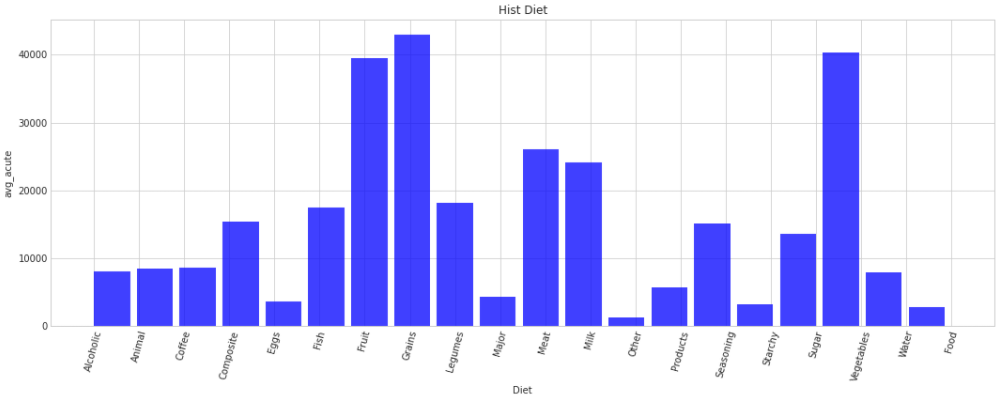 Hist Diet
avg_acute
40000
30000
20000
10000
0
Alcoholic
Animal
Coffee
Composite
Eggs
Fish
Fruit
Grains
Legumes
Major
Meat
Milk
Other
Products
Seasoning
Starchy
Sugar
Vegetables
Water
Food
Diet